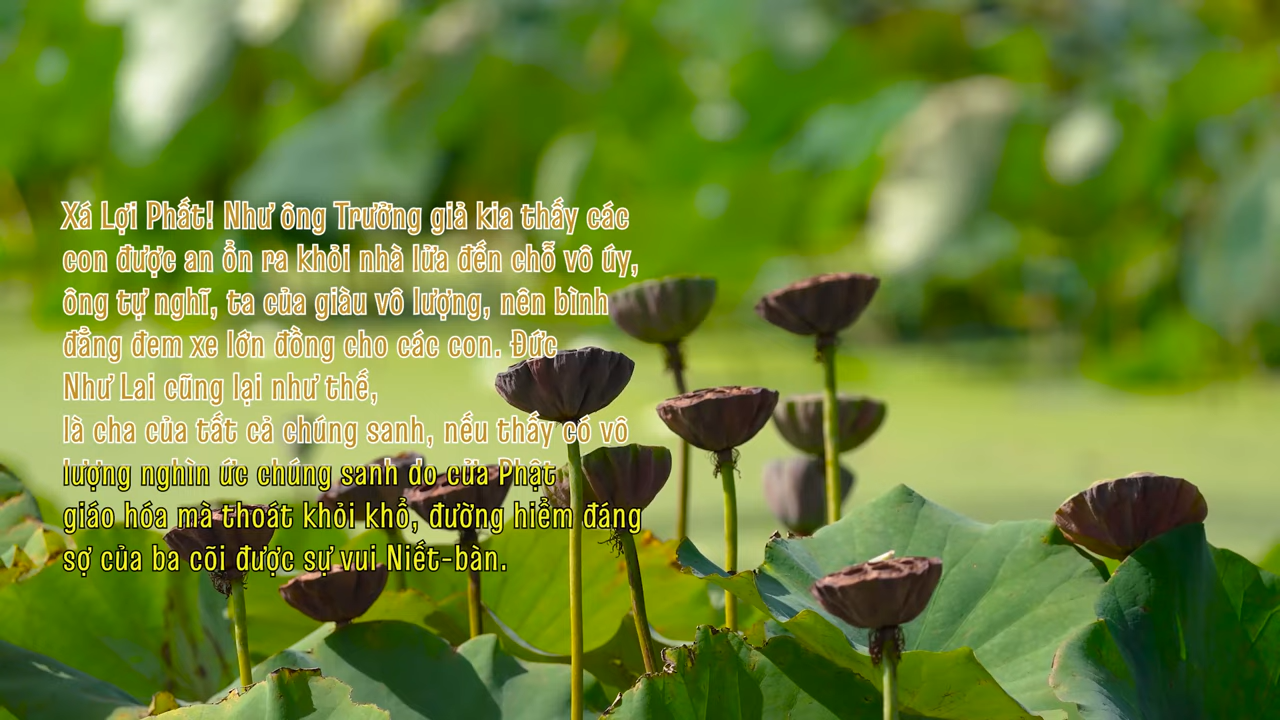 Xá Lợi Phất! Như ông Trưởng giả kia thấy các
con được an ổn ra khỏi nhà lửa đến chỗ vô úy,
ông tự nghĩ, ta của giàu vô lượng, nên bình
đẳng đem xe lớn đồng cho các con. Đức
Như Lai cũng lại như thế,
là cha của tất cả chúng sanh, nếu thấy có vô
lượng nghìn ức chúng sanh do cửa Phật
giáo hóa mà thoát khỏi khổ, đường hiểm đáng
sợ của ba cõi được sự vui Niết-bàn.